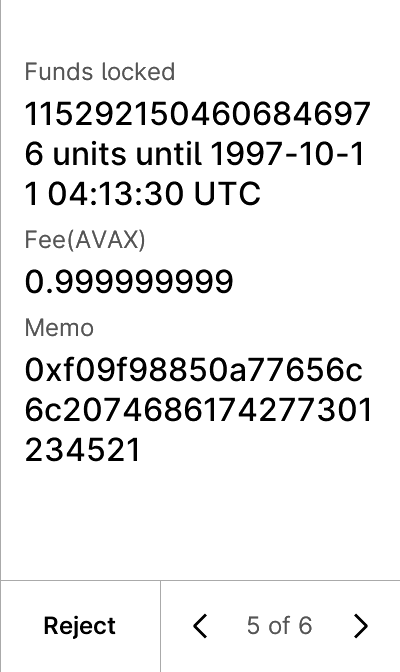 Funds locked
115292150460684697
6 units until 1997-10-1
1 04:13:30 UTC
Fee(AVAX)
0.999999999
Memo
0xf09f98850a77656c
6c2074686174277301
234521
Reject
5 of 6